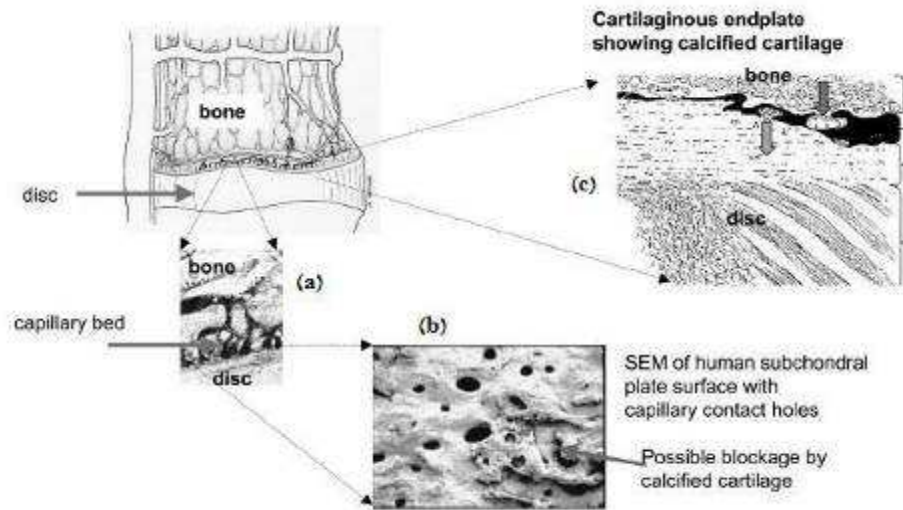 Cartilaginous endplate
showing calcified cartilage
bone
bone
(c)
disc
disc
bone
(a)
capillary bed
disc
(b)
SEM of human subchondral
plate surface with
capillary contact holes
Possible blockage by
calcified cartilage